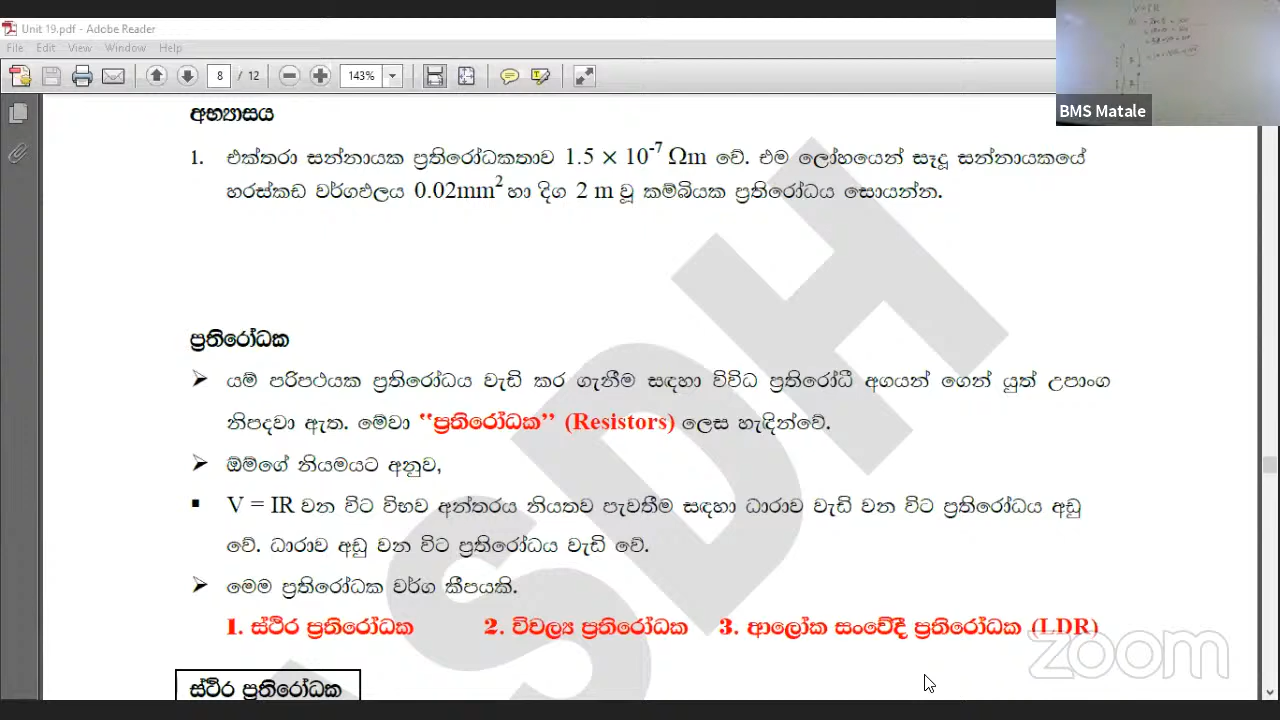 Unit 19.pdf - Adobe Reader
File Edit View Window Help
8 / 12 143%
BMS Matale
අභ්‍යාසය
1. එක්තරා සන්නායක ප්‍රතිරෝධකතාව 1.5 × 10⁻⁷ Ωm වේ. එම ලෝහයෙන් සෑදූ සන්නායකයේ
හරස්කඩ වර්ගඵලය 0.02mm² හා දිග 2 m වූ කම්බියක ප්‍රතිරෝධය සොයන්න.
ප්‍රතිරෝධක
➢ යම් පරිපථයක ප්‍රතිරෝධය වැඩි කර ගැනීම සඳහා විවිධ ප්‍රතිරෝධී අගයන් ගෙන් යුත් උපාංග
නිපදවා ඇත. මේවා “ප්‍රතිරෝධක” (Resistors) ලෙස හැඳින්වේ.
➢ ඕම්ගේ නියමයට අනුව,
▪ V = IR වන විට විභව අන්තරය නියතව පැවතීම සඳහා ධාරාව වැඩි වන විට ප්‍රතිරෝධය අඩු
වේ. ධාරාව අඩු වන විට ප්‍රතිරෝධය වැඩි වේ.
➢ මෙම ප්‍රතිරෝධක වර්ග කීපයකි.
1. ස්ථිර ප්‍රතිරෝධක 2. විචල්‍ය ප්‍රතිරෝධක 3. ආලෝක සංවේදී ප්‍රතිරෝධක (LDR)
zoom
ස්ථිර ප්‍රතිරෝධක
SDH